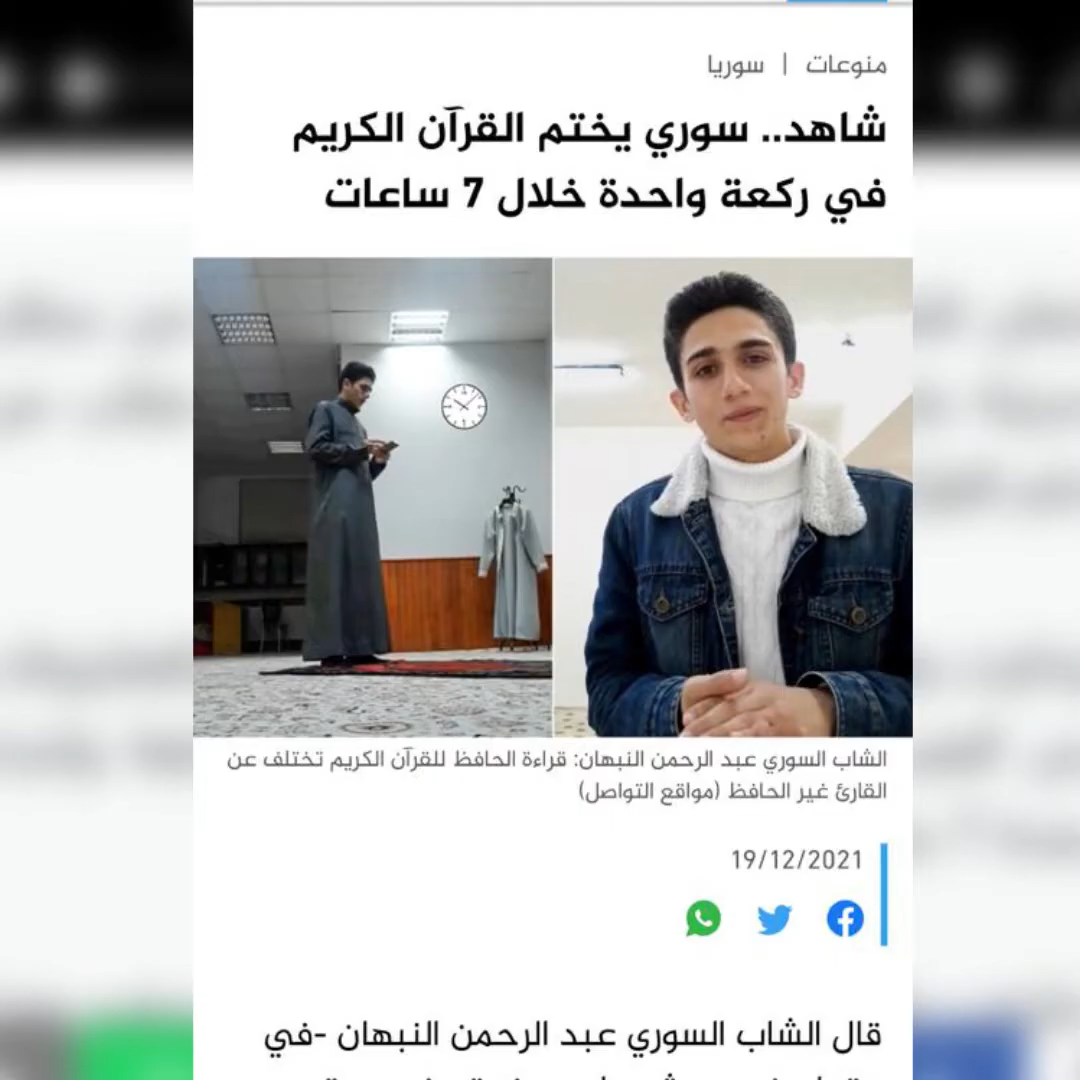 منوعات | سوريا
شاهد.. سوري يختم القرآن الكريم
في ركعة واحدة خلال 7 ساعات
الشاب السوري عبد الرحمن النبهان: قراءة الحافظ للقرآن الكريم تختلف عن
القارئ غير الحافظ (مواقع التواصل)
19/12/2021
قال الشاب السوري عبد الرحمن النبهان -في